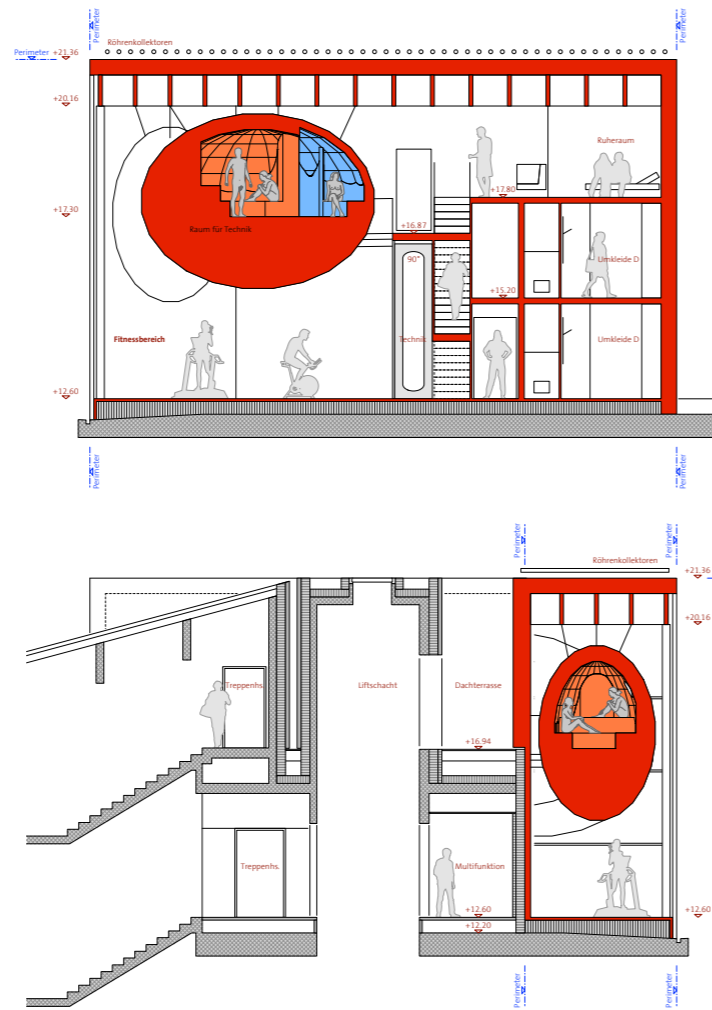 Perimeter
Perimeter
Röhrenkollektoren
Perimeter
+21.36
+20.16
Ruheraum
+17.80
+17.30
+16.87
Raum für Technik
90°
Umkleide D
+15.20
Fitnessbereich
Technik
Umkleide D
+12.60
Perimeter
Perimeter
Perimeter
Perimeter
Röhrenkollektoren
+21.36
+20.16
Treppenhs.
Liftschacht
Dachterrasse
+16.94
Treppenhs.
Multifunktion
+12.60
+12.60
+12.20
Perimeter
Perimeter